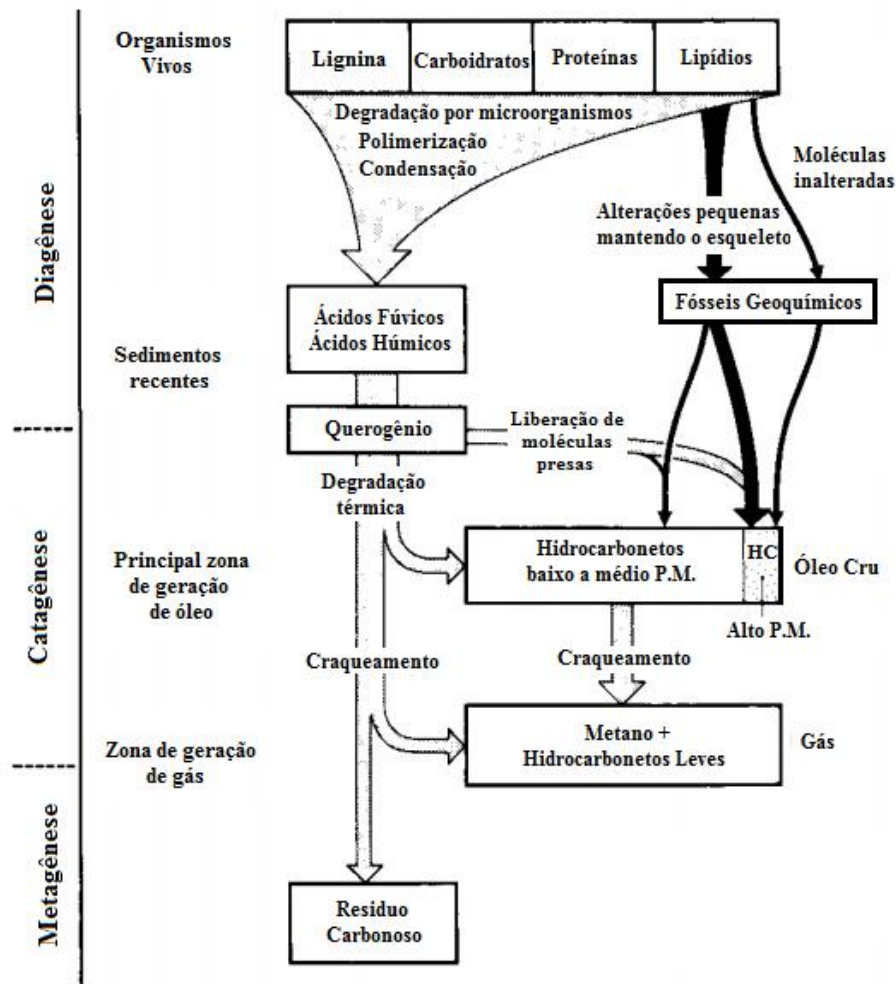 Organismos
Vivos
Lignina
Carboidratos
Proteínas
Lipídios
Degradação por microorganismos
Polimerização
Condensação
Moléculas
inalteradas
Alterações pequenas
mantendo o esqueleto
Diagênese
Fósseis Geoquímicos
Ácidos Fúvicos
Ácidos Húmicos
Sedimentos
recentes
Querogênio
Liberação de
moléculas
presas
Degradação
térmica
Catagênese
Principal zona
de geração
de óleo
Hidrocarbonetos
baixo a médio P.M.
HC
Óleo Cru
Alto P.M.
Craqueamento
Craqueamento
Zona de geração
de gás
Metano +
Hidrocarbonetos Leves
Gás
Metagênese
Residuo
Carbonoso